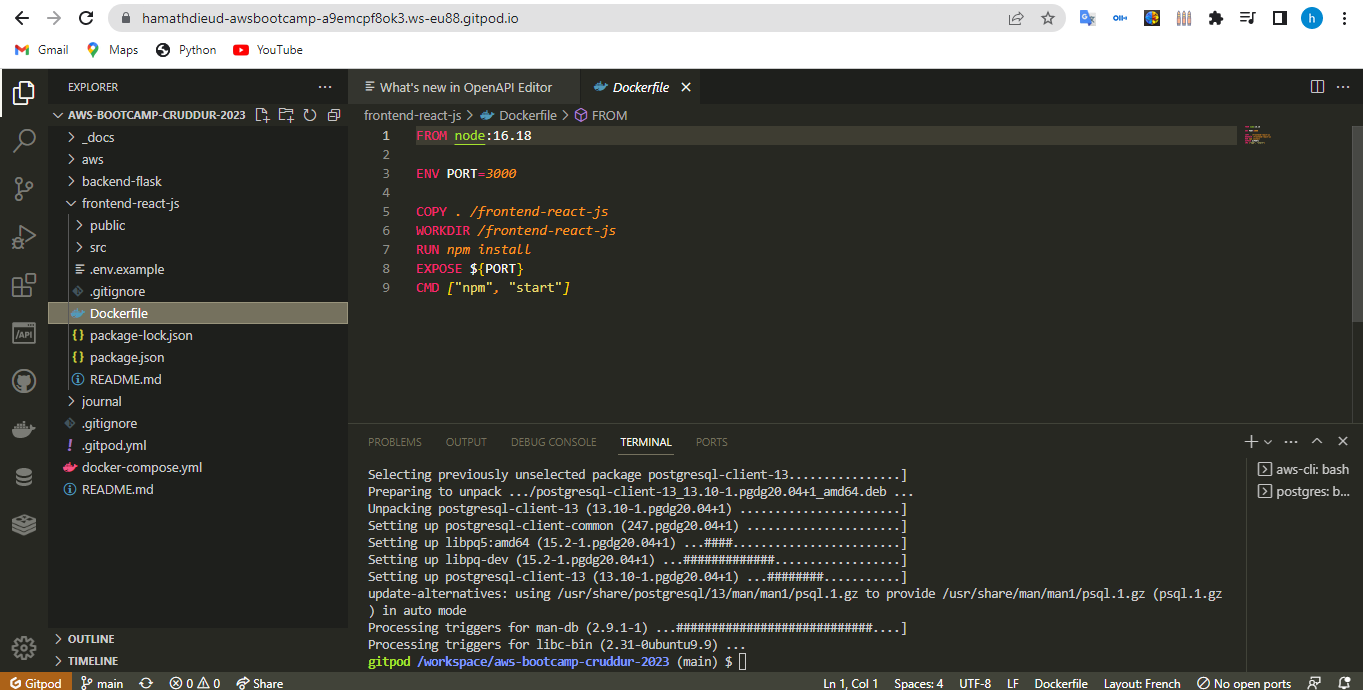 hamathdieud-awsbootcamp-a9emcpf8ok3.ws-eu88.gitpod.io
h
Gmail Maps Python YouTube
EXPLORER ...
AWS-BOOTCAMP-CRUDDUR-2023
_docs
aws
backend-flask
frontend-react-js
public
src
.env.example
.gitignore
Dockerfile
package-lock.json
package.json
README.md
journal
.gitignore
.gitpod.yml
docker-compose.yml
README.md
OUTLINE
TIMELINE
What's new in OpenAPI Editor Dockerfile
frontend-react-js > Dockerfile > FROM
1 FROM node:16.18
2
3 ENV PORT=3000
4
5 COPY . /frontend-react-js
6 WORKDIR /frontend-react-js
7 RUN npm install
8 EXPOSE ${PORT}
9 CMD ["npm", "start"]
PROBLEMS OUTPUT DEBUG CONSOLE TERMINAL PORTS
Selecting previously unselected package postgresql-client-13................]
Preparing to unpack .../postgresql-client-13_13.10-1.pgdg20.04+1_amd64.deb ...
Unpacking postgresql-client-13 (13.10-1.pgdg20.04+1) .......................]
Setting up postgresql-client-common (247.pgdg20.04+1) ......................]
Setting up libpq5:amd64 (15.2-1.pgdg20.04+1) ...####........................]
Setting up libpq-dev (15.2-1.pgdg20.04+1) ...#############..................]
Setting up postgresql-client-13 (13.10-1.pgdg20.04+1) ...########...........]
update-alternatives: using /usr/share/postgresql/13/man/man1/psql.1.gz to provide /usr/share/man/man1/psql.1.gz (psql.1.gz
) in auto mode
Processing triggers for man-db (2.9.1-1) ...############################....]
Processing triggers for libc-bin (2.31-0ubuntu9.9) ...
gitpod /workspace/aws-bootcamp-cruddur-2023 (main) $
aws-cli: bash
postgres: b...
Gitpod main 0 0 Share Ln 1, Col 1 Spaces: 4 UTF-8 LF Dockerfile Layout: French No open ports